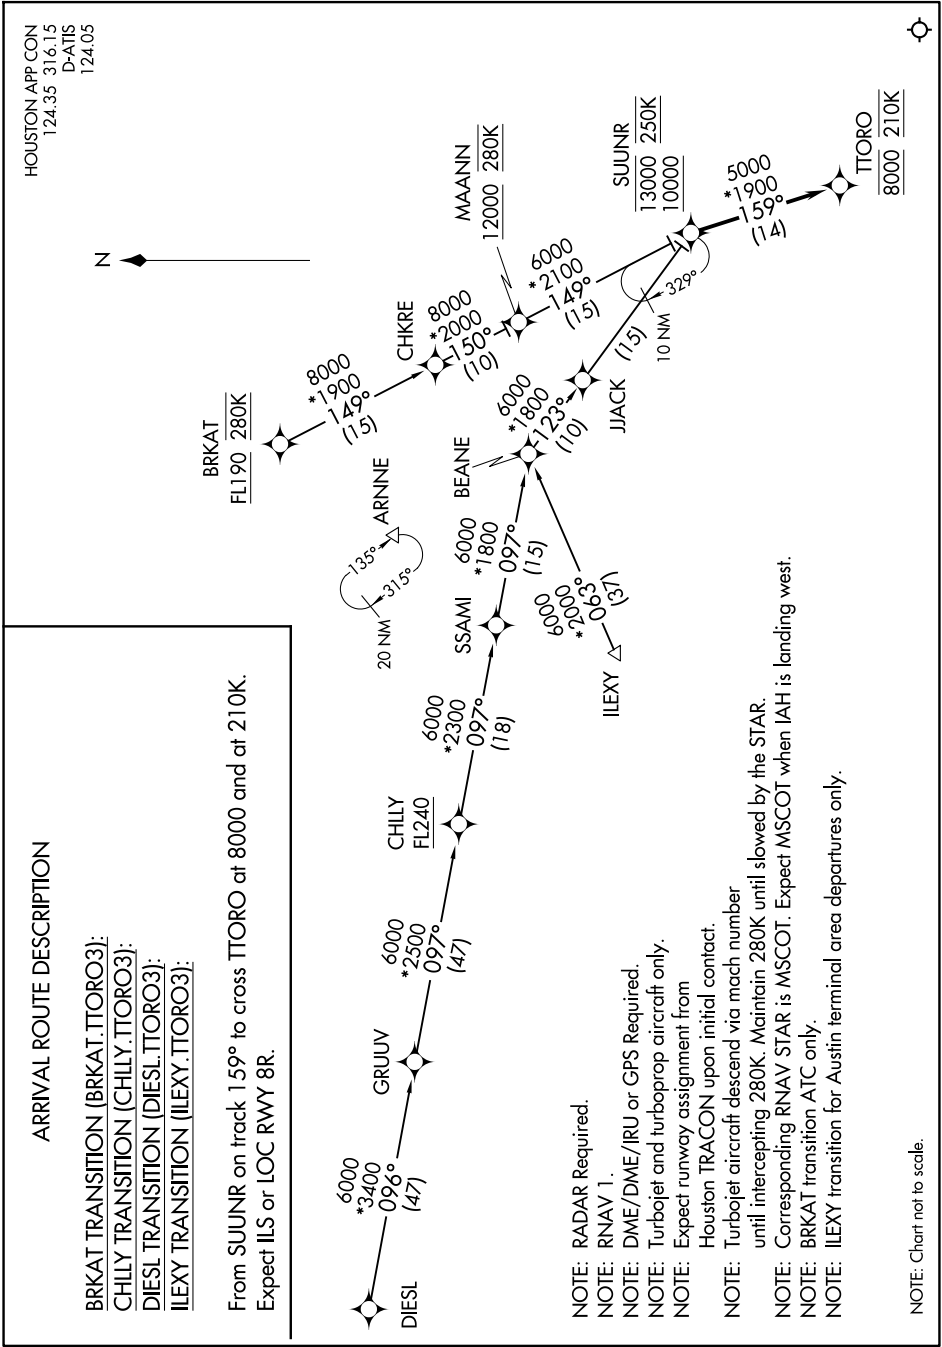 HOUSTON APP CON
124.35 316.15
D-ATIS
124.05
ARRIVAL ROUTE DESCRIPTION
BRKAT TRANSITION (BRKAT.TTORO3):
CHLLY TRANSITION (CHLLY.TTORO3):
DIESL TRANSITION (DIESL.TTORO3):
ILEXY TRANSITION (ILEXY.TTORO3):
From SUUNR on track 159° to cross TTORO at 8000 and at 210K.
Expect ILS or LOC RWY 8R.
N
BRKAT
FL190 280K
8000
*1900
149°
(15)
CHKRE
8000
*2000
150°
(10)
MAANN
12000 280K
6000
*2100
149°
(15)
SUUNR
13000 250K
10000
329°
10 NM
5000
*1900
159°
(14)
TTORO
8000 210K
ARNNE
135°
315°
20 NM
DIESL
6000
*3400
096°
(47)
GRUUV
6000
*2500
097°
(47)
CHLLY
FL240
6000
*2300
097°
(18)
SSAMI
6000
*1800
097°
(15)
BEANE
6000
*1800
123°
(10)
JJACK
(15)
ILEXY
6000
*2000
063°
(37)
NOTE: RADAR Required.
NOTE: RNAV 1.
NOTE: DME/DME/IRU or GPS Required.
NOTE: Turbojet and turboprop aircraft only.
NOTE: Expect runway assignment from
Houston TRACON upon initial contact.
NOTE: Turbojet aircraft descend via mach number
until intercepting 280K. Maintain 280K until slowed by the STAR.
NOTE: Corresponding RNAV STAR is MSCOT. Expect MSCOT when IAH is landing west.
NOTE: BRKAT transition ATC only.
NOTE: ILEXY transition for Austin terminal area departures only.
NOTE: Chart not to scale.